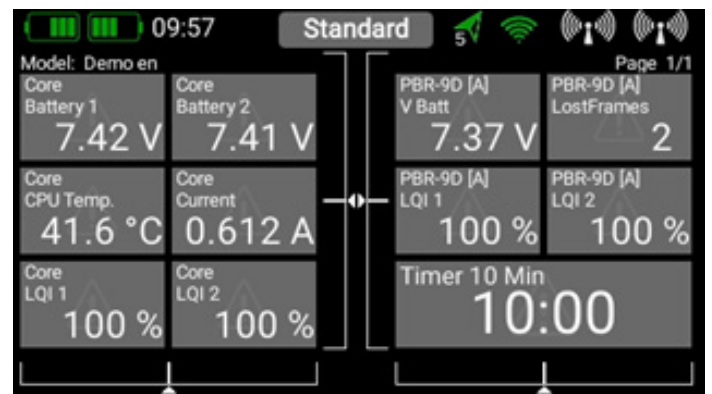 09:57 Standard 5
Model: Demo en Page 1/1
Core
Battery 1
7.42 V
Core
Battery 2
7.41 V
PBR-9D [A]
V Batt
7.37 V
PBR-9D [A]
LostFrames
2
Core
CPU Temp.
41.6 °C
Core
Current
0.612 A
PBR-9D [A]
LQI 1
100 %
PBR-9D [A]
LQI 2
100 %
Core
LQI 1
100 %
Core
LQI 2
100 %
Timer 10 Min
10:00